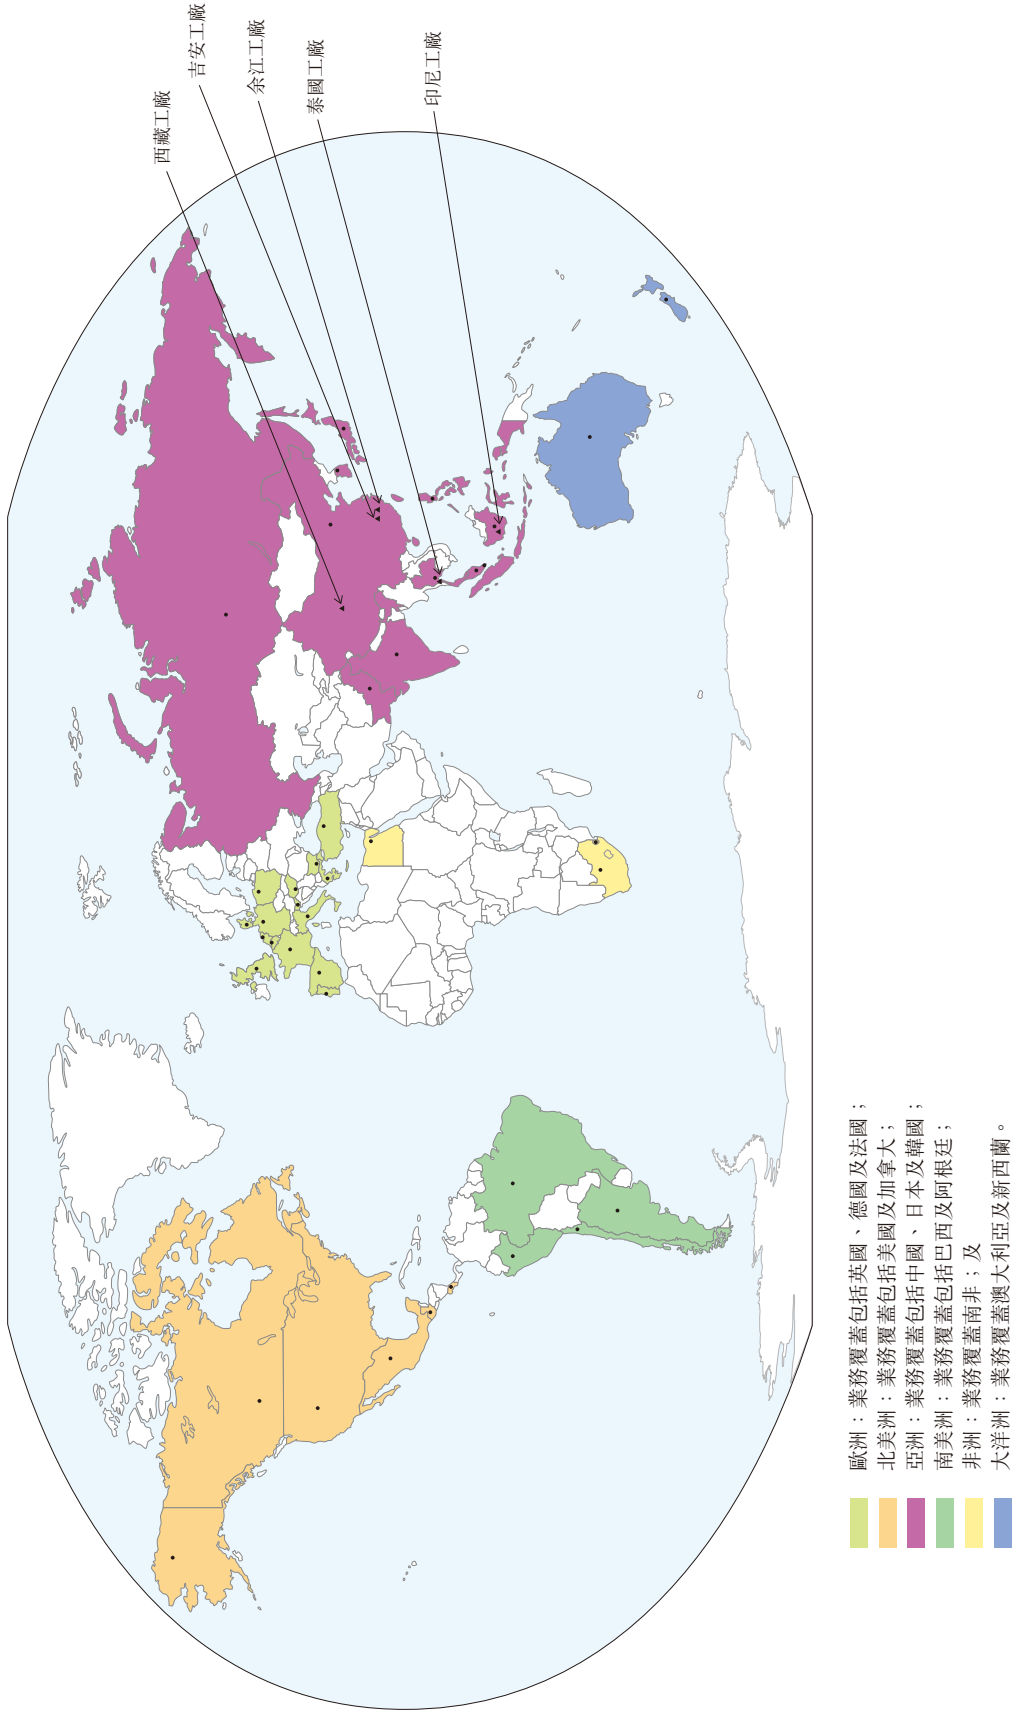 西藏工廠
吉安工廠
余江工廠
泰國工廠
印尼工廠
歐洲：業務覆蓋包括英國、德國及法國；
北美洲：業務覆蓋包括美國及加拿大；
亞洲：業務覆蓋包括中國、日本及韓國；
南美洲：業務覆蓋包括巴西及阿根廷；
非洲：業務覆蓋南非；及
大洋洲：業務覆蓋澳大利亞及新西蘭。